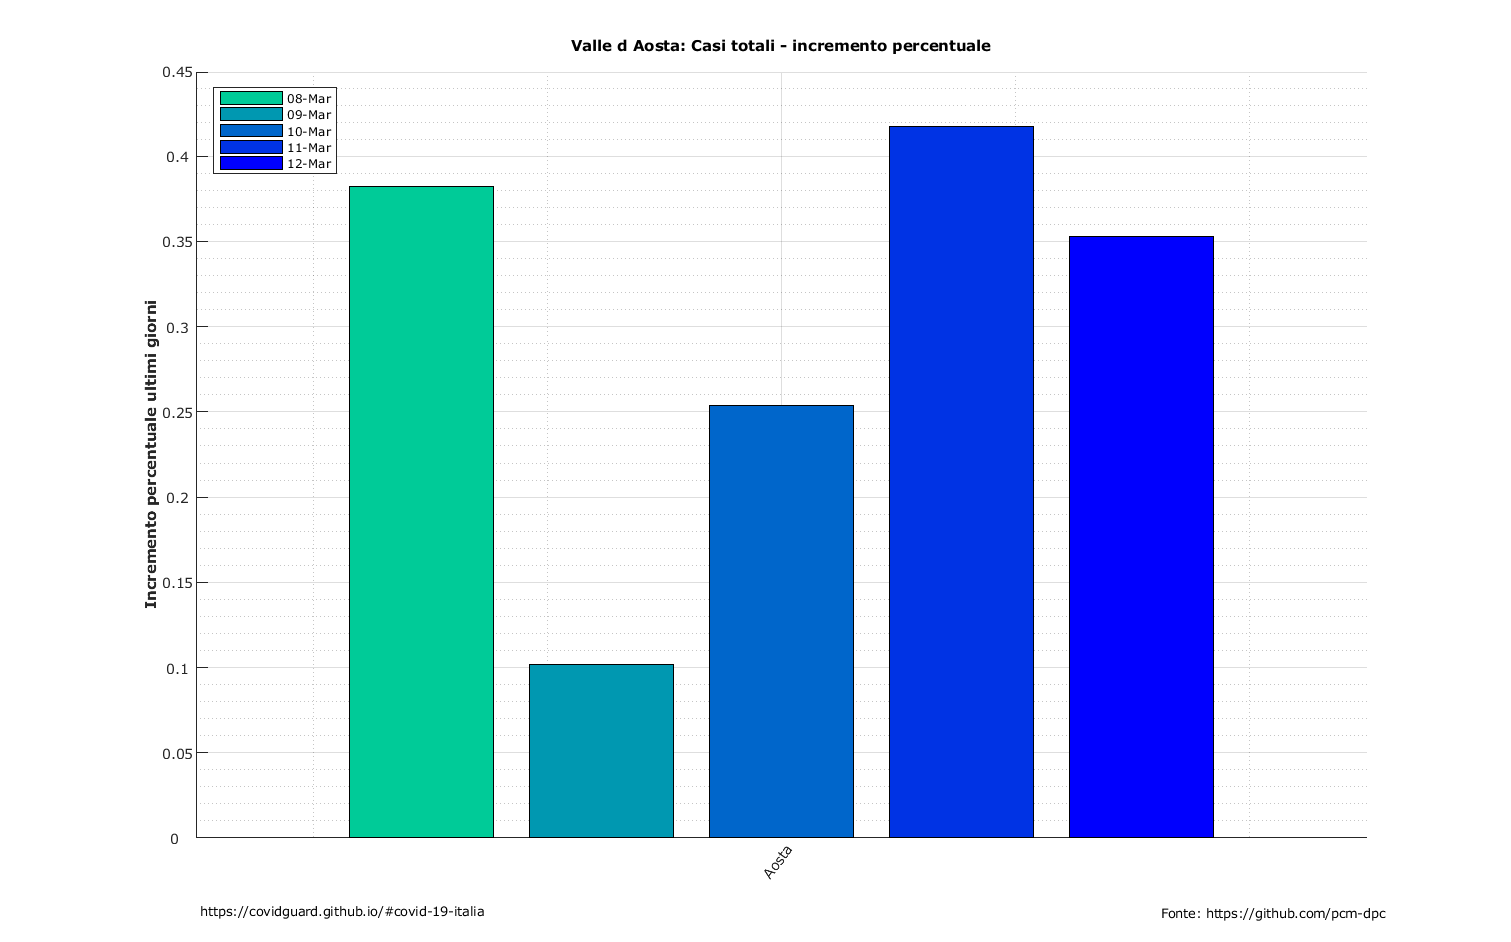 Valle d Aosta: Casi totali - incremento percentuale
0.45
0.4
0.35
0.3
0.25
0.2
0.15
0.1
0.05
0
Incremento percentuale ultimi giorni
08-Mar
09-Mar
10-Mar
11-Mar
12-Mar
Aosta
https://covidguard.github.io/#covid-19-italia
Fonte: https://github.com/pcm-dpc